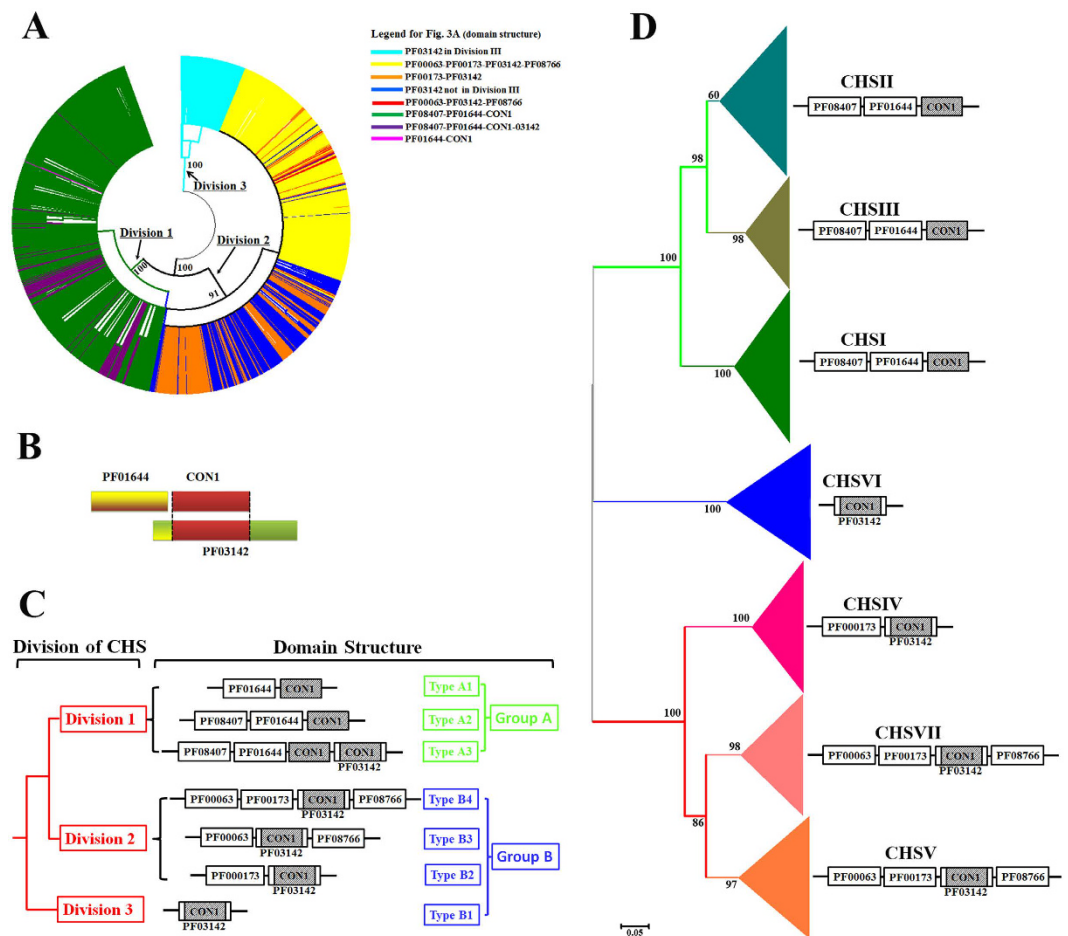 A
Legend for Fig. 3A (domain structure)
PF03142 in Division III
PF00063-PF00173-PF03142-PF08766
PF00173-PF03142
PF03142 not in Division III
PF00063-PF03142-PF08766
PF08407-PF01644-CON1
PF08407-PF01644-CON1-03142
PF01644-CON1
100
Division 3
Division 1
Division 2
100
100
91
B
PF01644 CON1
PF03142
C
Division of CHS Domain Structure
Division 1
PF01644 CON1
Type A1
PF08407 PF01644 CON1
Type A2
Group A
PF08407 PF01644 CON1 CON1
PF03142
Type A3
Division 2
PF00063 PF00173 CON1 PF08766
PF03142
Type B4
PF00063 CON1 PF08766
PF03142
Type B3
Group B
PF000173 CON1
PF03142
Type B2
Division 3
CON1
PF03142
Type B1
D
CHSII
60
PF08407 PF01644 CON1
98
CHSIII
98
PF08407 PF01644 CON1
100
CHSI
100
PF08407 PF01644 CON1
CHSVI
100
CON1
PF03142
CHSIV
100
PF000173 CON1
PF03142
100
CHSVII
98
PF00063 PF00173 CON1 PF08766
PF03142
86
CHSV
97
PF00063 PF00173 CON1 PF08766
PF03142
0.05